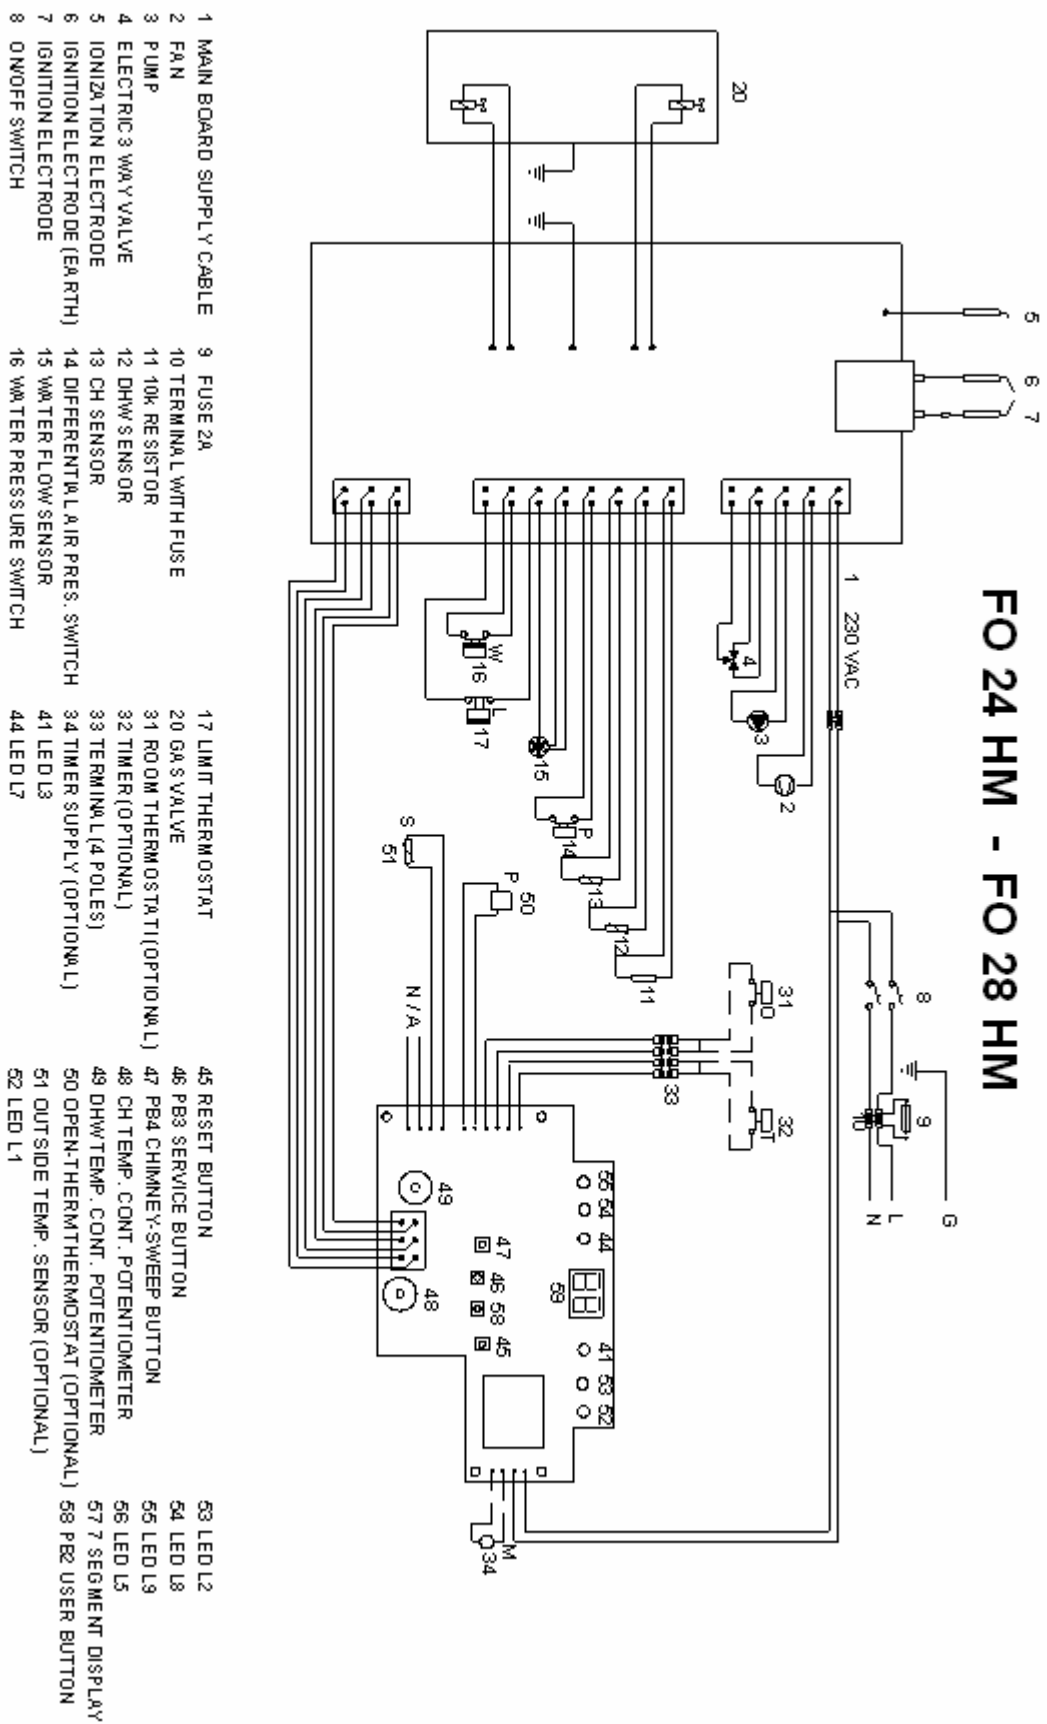 FO 24 HM - FO 28 HM
5
6
7
20
1
230 VAC
4
3
2
W
16
17
15
P
14
13
12
11
8
9
10
G
L
N
31
O
32
T
33
S
51
P
50
N / A
49
48
47
46
58
45
55
54
44
59
41
53
52
M
34
1 MAIN BOARD SUPPLY CABLE
2 FAN
3 PUMP
4 ELECTRIC 3 WAY VALVE
5 IONIZATION ELECTRODE
6 IGNITION ELECTRODE (EARTH)
7 IGNITION ELECTRODE
8 ON/OFF SWITCH
9 FUSE 2A
10 TERMINAL WITH FUSE
11 10k RESISTOR
12 DHW SENSOR
13 CH SENSOR
14 DIFFERENTIAL AIR PRES. SWITCH
15 WATER FLOW SENSOR
16 WATER PRESSURE SWITCH
17 LIMIT THERMOSTAT
20 GAS VALVE
31 ROOM THERMOSTAT I (OPTIONAL)
32 TIMER (OPTIONAL)
33 TERMINAL (4 POLES)
34 TIMER SUPPLY (OPTIONAL)
41 LED L3
44 LED L7
45 RESET BUTTON
46 PB3 SERVICE BUTTON
47 PB4 CHIMNEY-SWEEP BUTTON
48 CH TEMP. CONT. POTENTIOMETER
49 DHW TEMP. CONT. POTENTIOMETER
50 OPEN-THERM THERMOSTAT (OPTIONAL)
51 OUTSIDE TEMP. SENSOR (OPTIONAL)
52 LED L1
53 LED L2
54 LED L8
55 LED L9
56 LED L5
57 7 SEGMENT DISPLAY
58 PB2 USER BUTTON